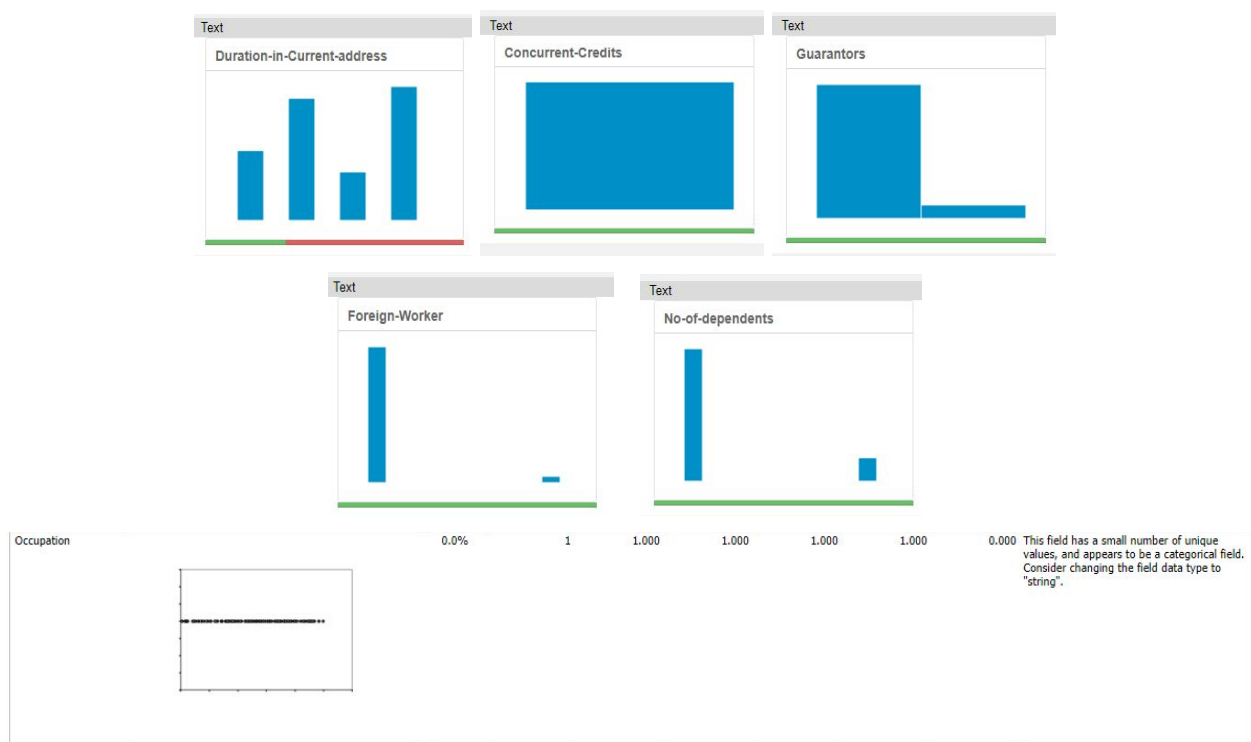 Text
Text
Text
Duration-in-Current-address
Concurrent-Credits
Guarantors
Text
Text
Foreign-Worker
No-of-dependents
Occupation 0.0% 1 1.000 1.000 1.000 1.000 0.000 This field has a small number of unique
values, and appears to be a categorical field.
Consider changing the field data type to
"string".